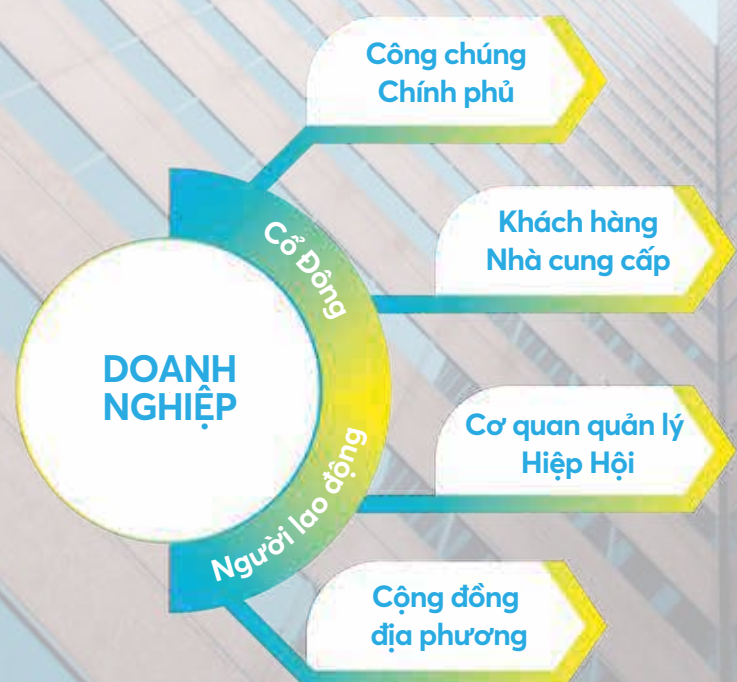 Công chúng
Chính phủ
Cổ Đông
Khách hàng
Nhà cung cấp
DOANH
NGHIỆP
Cơ quan quản lý
Hiệp Hội
Người lao động
Cộng đồng
địa phương